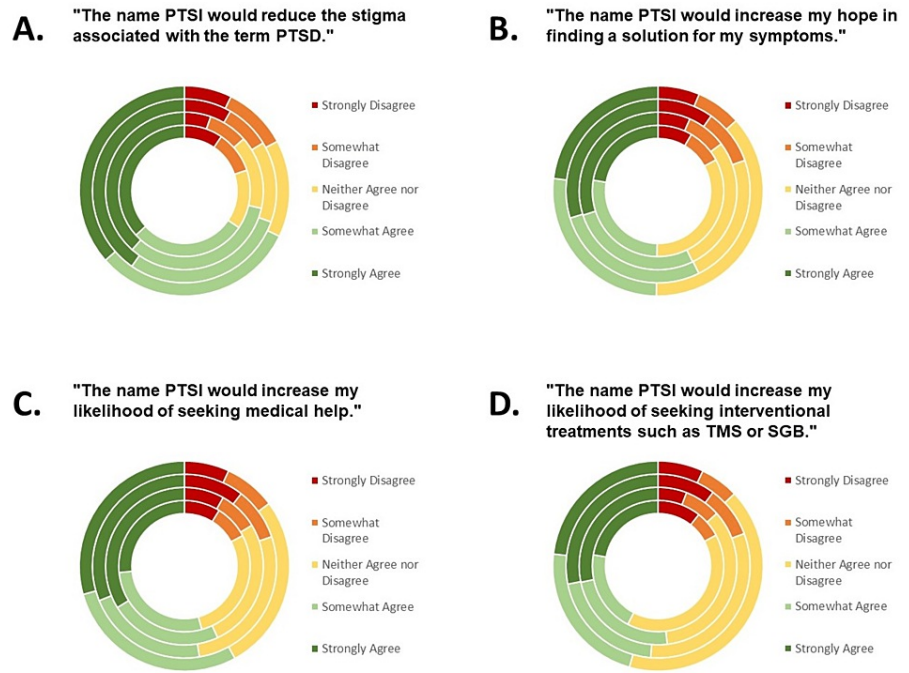 A.
"The name PTSI would reduce the stigma
associated with the term PTSD."
Strongly Disagree
Somewhat
Disagree
Neither Agree nor
Disagree
Somewhat Agree
Strongly Agree
B.
"The name PTSI would increase my hope in
finding a solution for my symptoms."
Strongly Disagree
Somewhat
Disagree
Neither Agree nor
Disagree
Somewhat Agree
Strongly Agree
C.
"The name PTSI would increase my
likelihood of seeking medical help."
Strongly Disagree
Somewhat
Disagree
Neither Agree nor
Disagree
Somewhat Agree
Strongly Agree
D.
"The name PTSI would increase my
likelihood of seeking interventional
treatments such as TMS or SGB."
Strongly Disagree
Somewhat
Disagree
Neither Agree nor
Disagree
Somewhat Agree
Strongly Agree